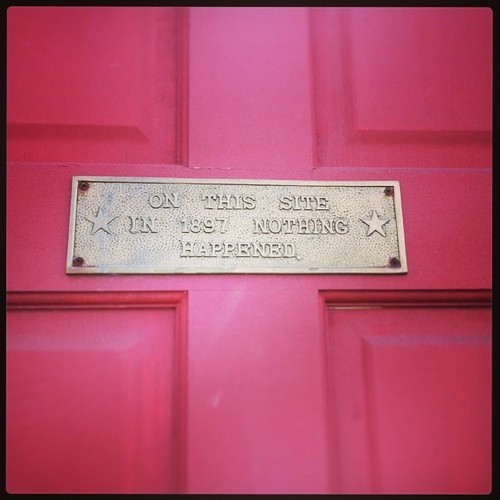 ON THIS SITE
IN 1897 NOTHING
HAPPENED.